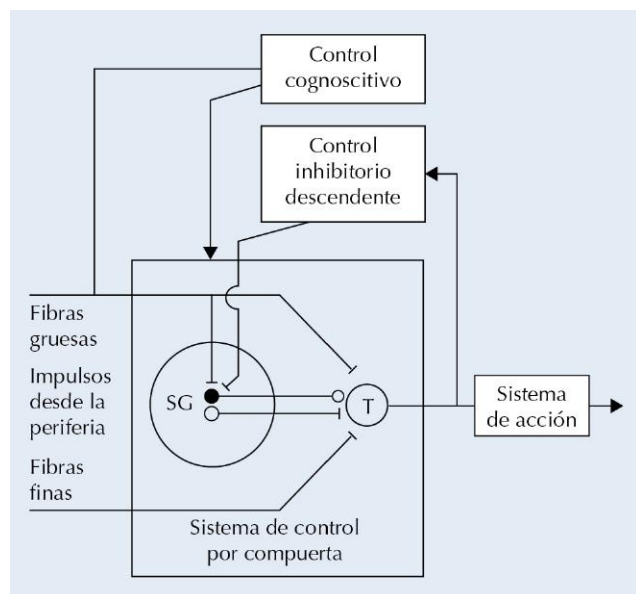 Control
cognoscitivo
Control
inhibitorio
descendente
Fibras
gruesas
Impulsos
desde la
periferia
SG
T
Sistema
de acción
Fibras
finas
Sistema de control
por compuerta